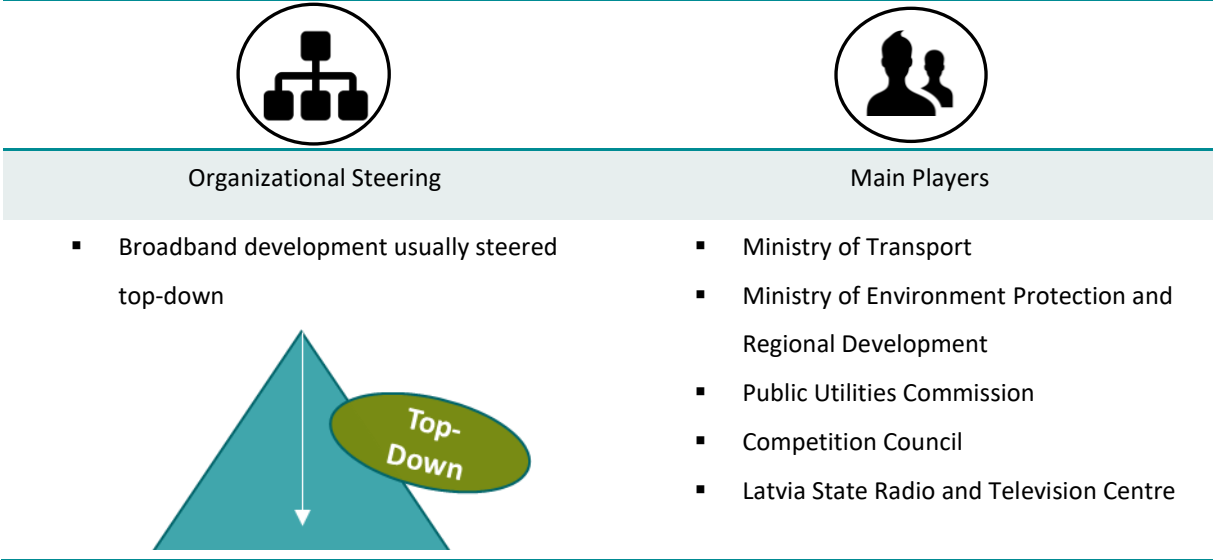 Organizational Steering
Main Players
▪ Broadband development usually steered
top-down
Top-
Down
▪ Ministry of Transport
▪ Ministry of Environment Protection and
Regional Development
▪ Public Utilities Commission
▪ Competition Council
▪ Latvia State Radio and Television Centre